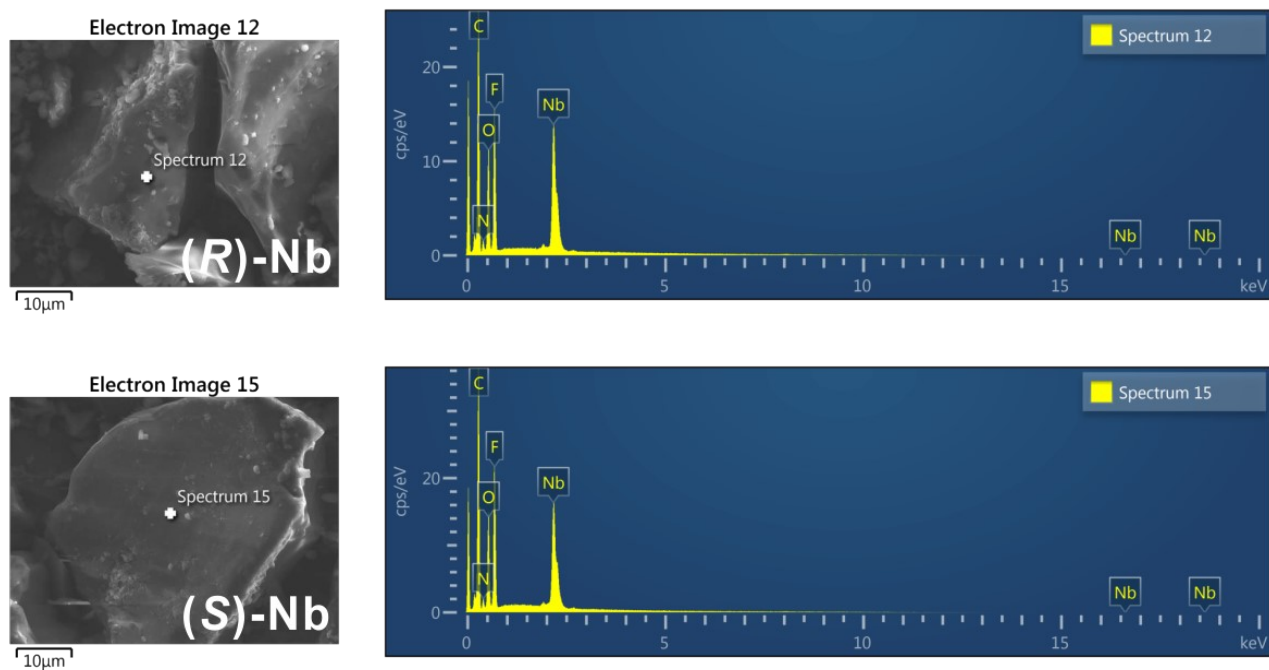 Electron Image 12
Spectrum 12
(R)-Nb
10μm
C
F
O
N
Nb
Nb
Nb
Spectrum 12
cps/eV
20
10
0
0
5
10
15
keV
Electron Image 15
Spectrum 15
(S)-Nb
10μm
C
F
O
N
Nb
Nb
Nb
Spectrum 15
cps/eV
20
0
0
5
10
15
keV